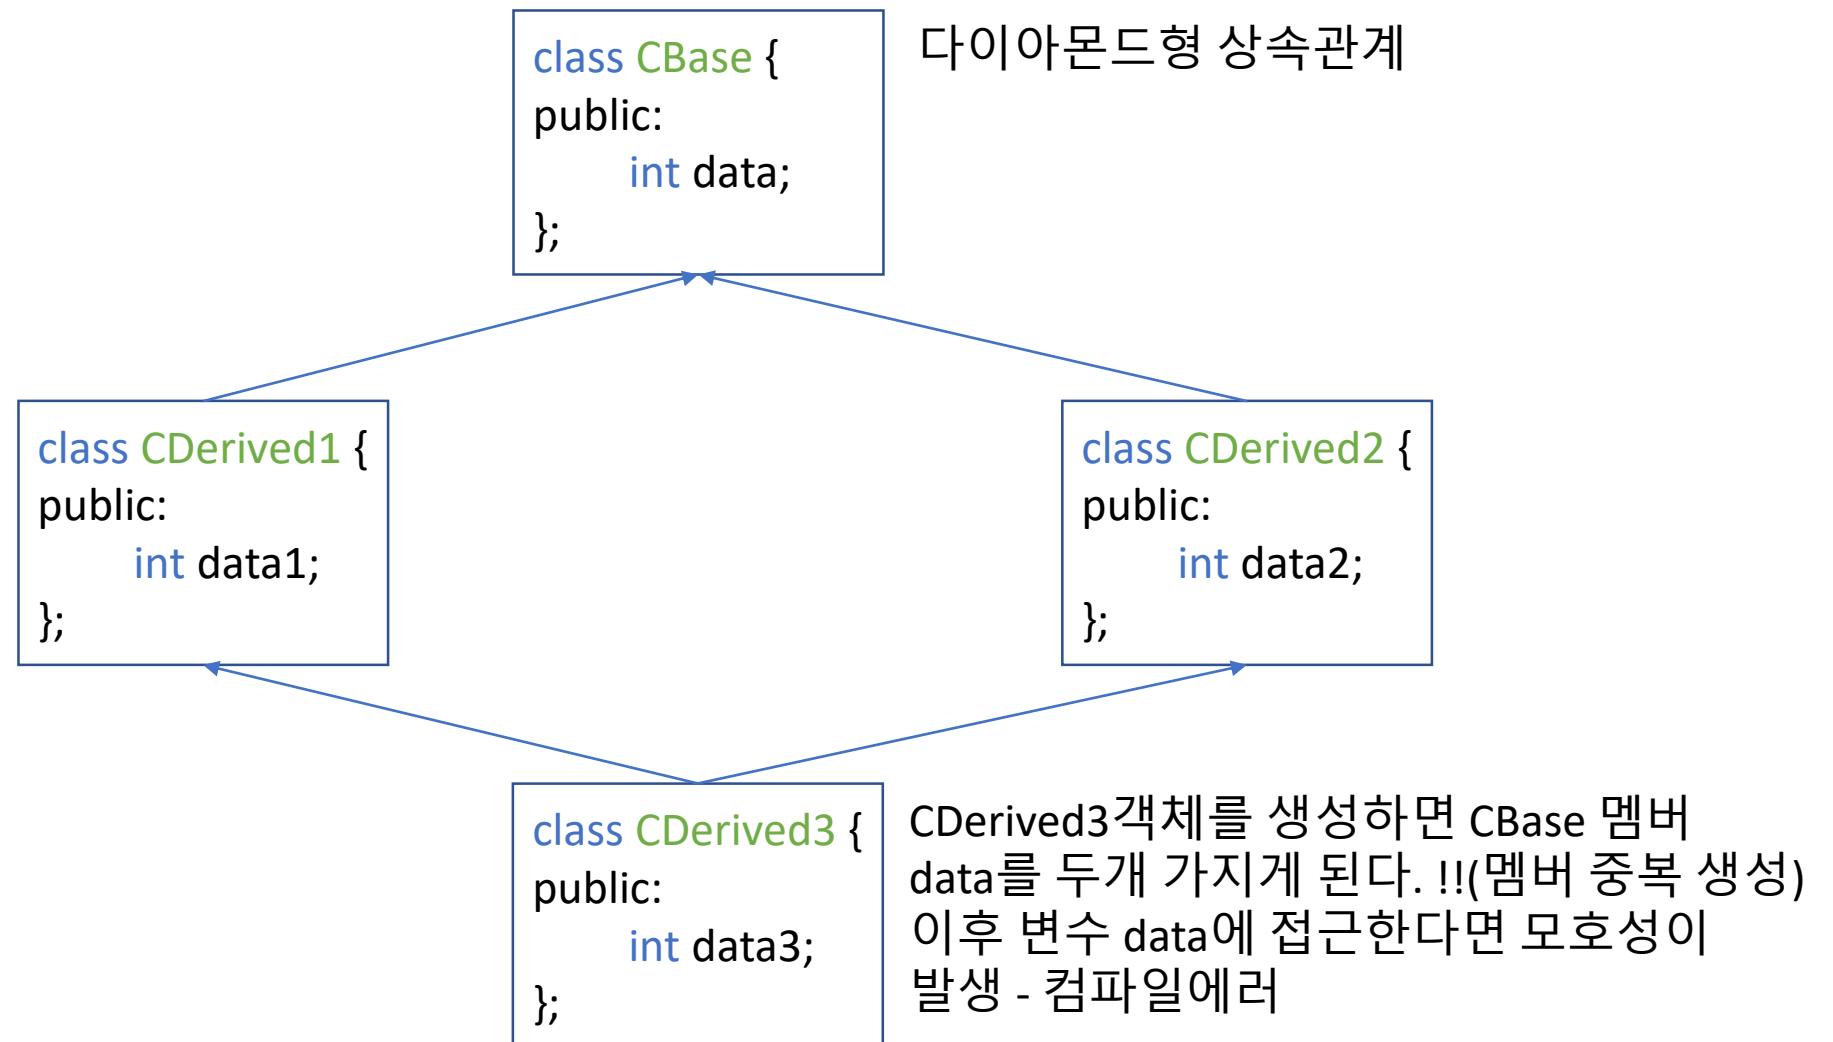 class CBase {
public:
int data;
};
다이아몬드형 상속관계
class CDerived1 {
public:
int data1;
};
class CDerived2 {
public:
int data2;
};
class CDerived3 {
public:
int data3;
};
CDerived3객체를 생성하면 CBase 멤버
data를 두개 가지게 된다. !!(멤버 중복 생성)
이후 변수 data에 접근한다면 모호성이
발생 - 컴파일에러